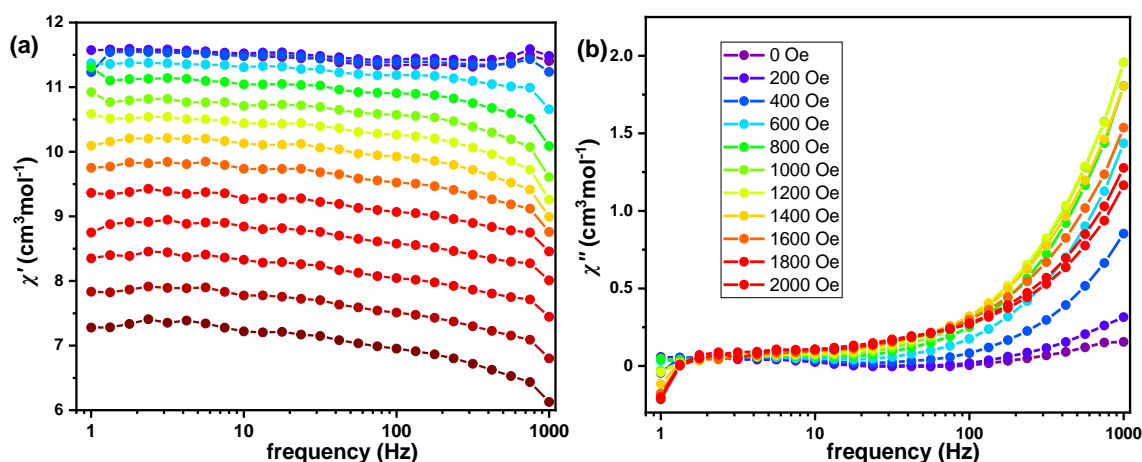 (a)
χ′ (cm³mol⁻¹)
12
11
10
9
8
7
6
1
10
100
1000
frequency (Hz)
(b)
χ″ (cm³mol⁻¹)
2.0
1.5
1.0
0.5
0
1
10
100
1000
frequency (Hz)
0 Oe
200 Oe
400 Oe
600 Oe
800 Oe
1000 Oe
1200 Oe
1400 Oe
1600 Oe
1800 Oe
2000 Oe